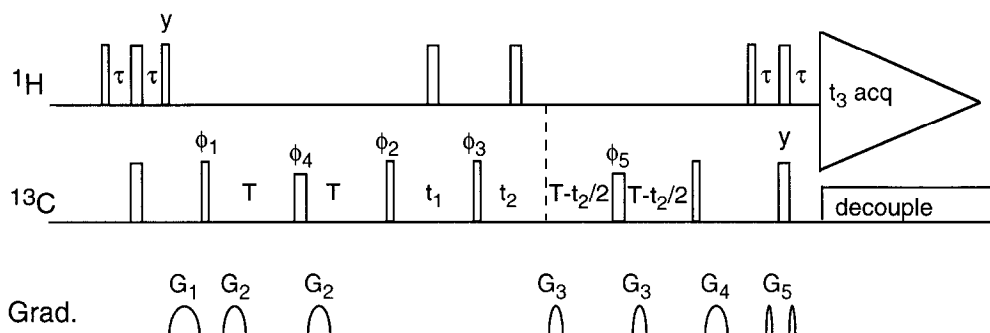 y
¹H τ τ τ τ t₃ acq
ϕ₁ ϕ₄ ϕ₂ ϕ₃ ϕ₅ y
¹³C T T t₁ t₂ T-t₂/2 T-t₂/2 decouple
G₁ G₂ G₂ G₃ G₃ G₄ G₅
Grad.